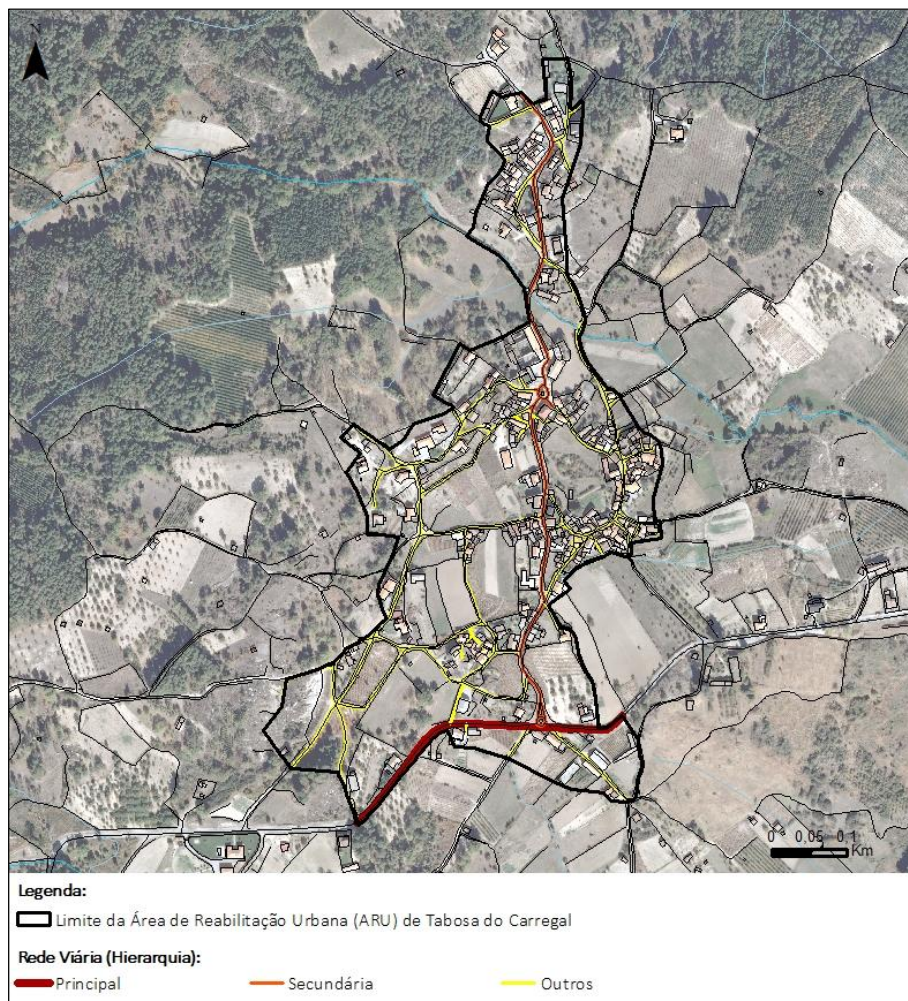 N
0 0,05 0,1
Km
Legenda:
Limite da Área de Reabilitação Urbana (ARU) de Tabosa do Carregal
Rede Viária (Hierarquia):
Principal Secundária Outros